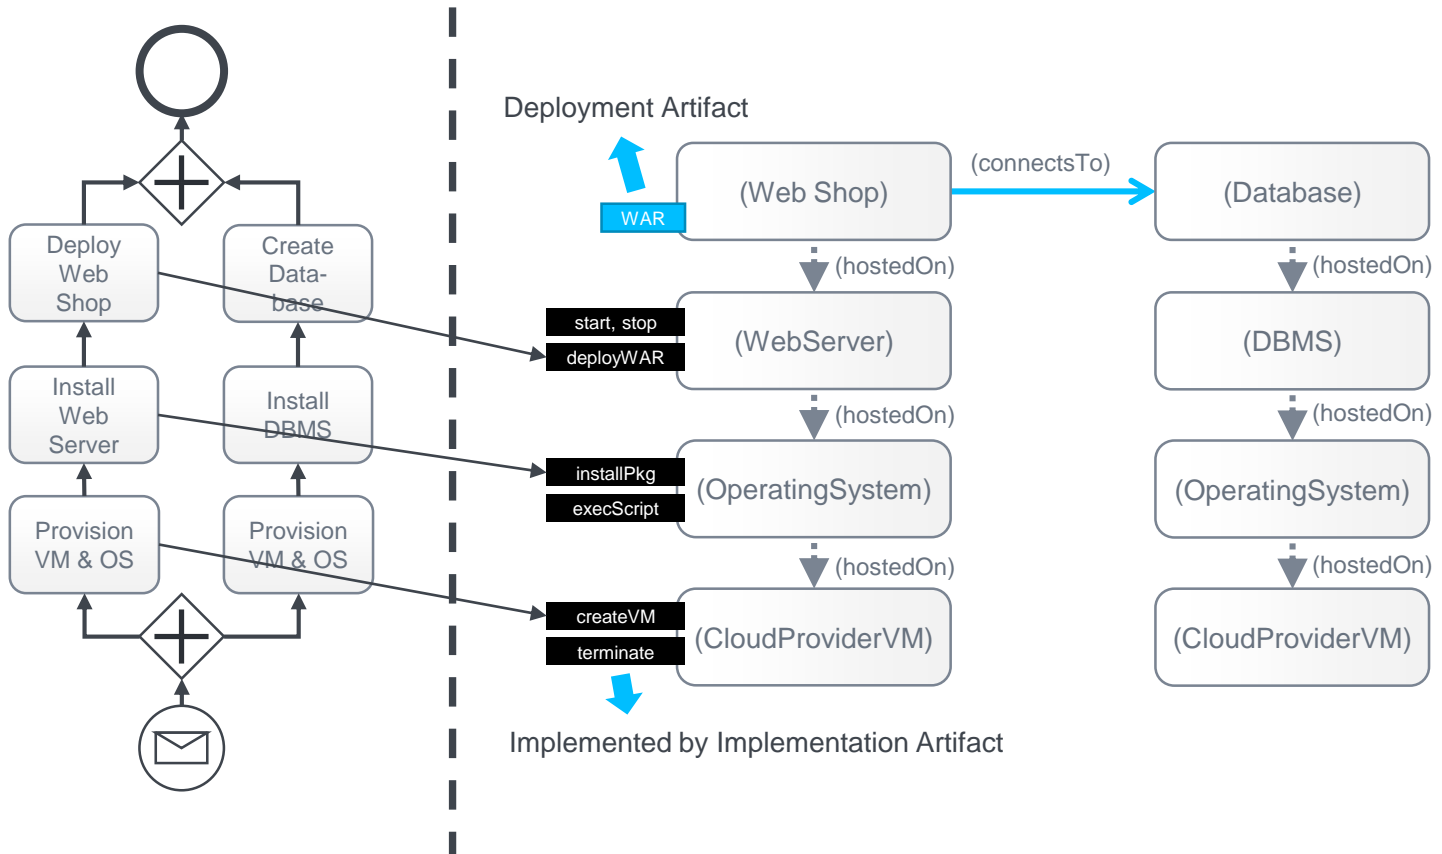 Deploy
Web
Shop
Create
Data-
base
Install
Web
Server
Install
DBMS
Provision
VM & OS
Provision
VM & OS
Deployment Artifact
WAR
(Web Shop)
(connectsTo)
(Database)
(hostedOn)
(hostedOn)
start, stop
deployWAR
(WebServer)
(DBMS)
(hostedOn)
(hostedOn)
installPkg
execScript
(OperatingSystem)
(OperatingSystem)
(hostedOn)
(hostedOn)
createVM
terminate
(CloudProviderVM)
(CloudProviderVM)
Implemented by Implementation Artifact